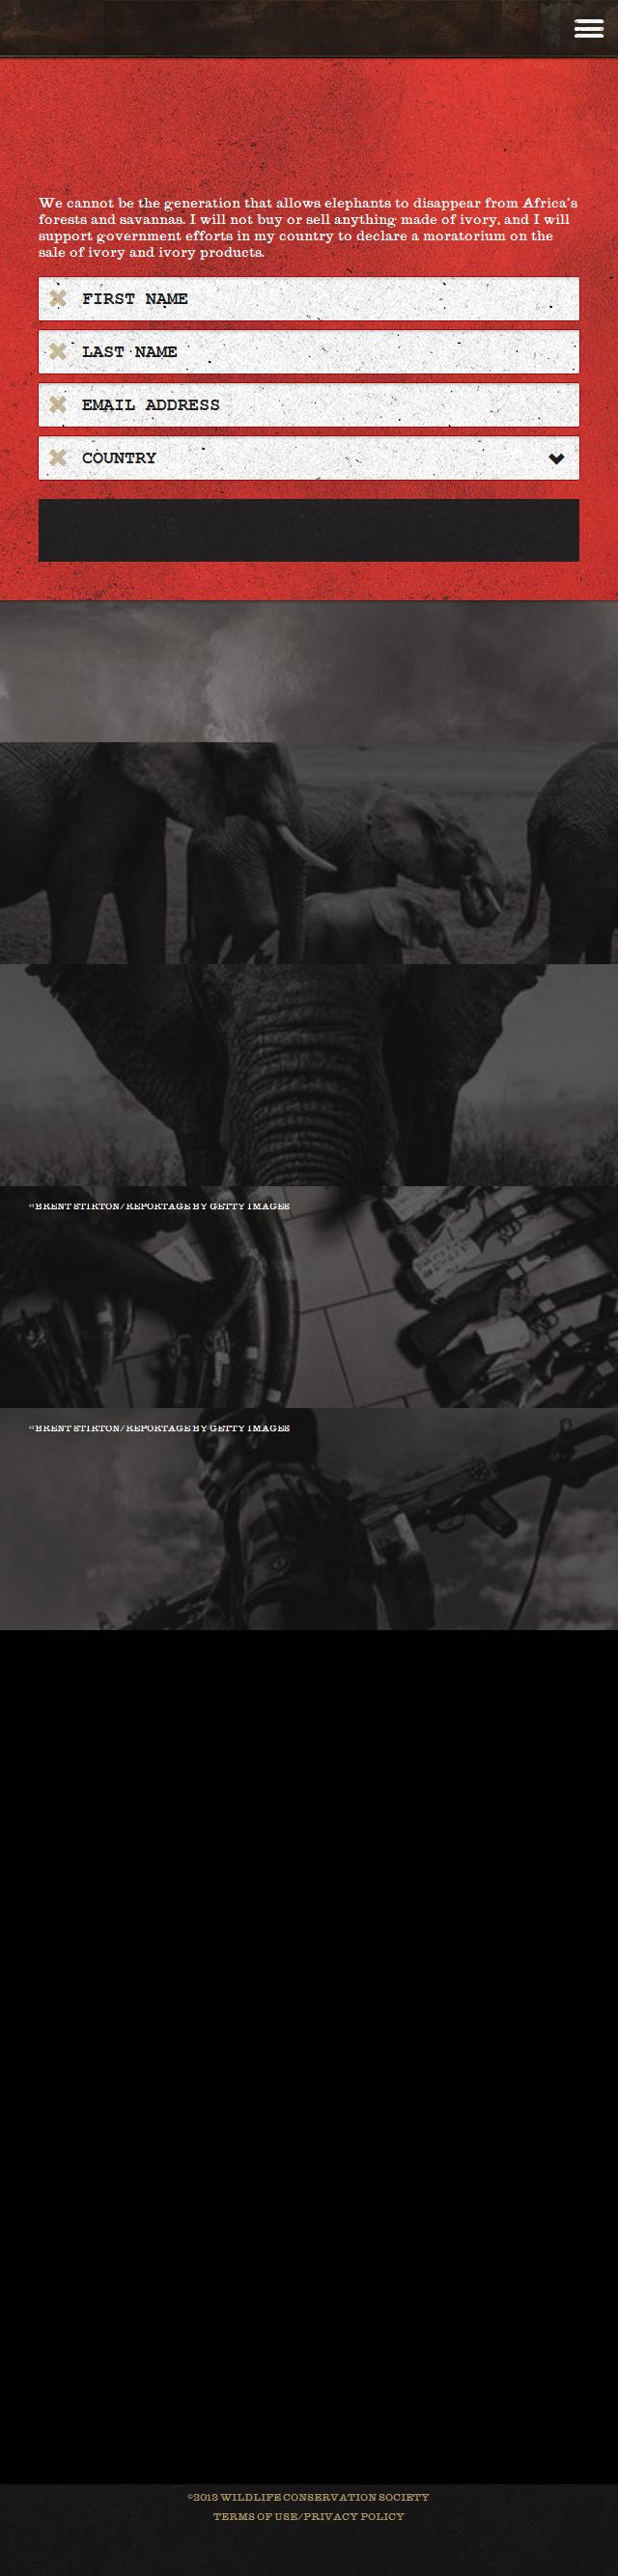 We cannot be the generation that allows elephants to disappear from Africa's
forests and savannas. I will not buy or sell anything made of ivory, and I will
support government efforts in my country to declare a moratorium on the
sale of ivory and ivory products.
FIRST NAME
LAST NAME
EMAIL ADDRESS
COUNTRY
©BRENT STIRTON/REPORTAGE BY GETTY IMAGES
©BRENT STIRTON/REPORTAGE BY GETTY IMAGES
©2013 WILDLIFE CONSERVATION SOCIETY
TERMS OF USE/PRIVACY POLICY